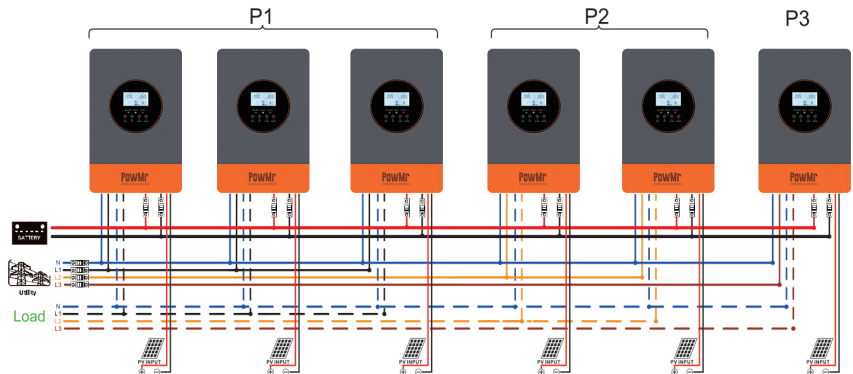 P1 P2 P3
PowMr PowMr PowMr PowMr PowMr PowMr
BATTERY
N
L1
L2
L3
Utility
N
L1
L2
L3
Load
PV INPUT PV INPUT PV INPUT PV INPUT PV INPUT PV INPUT